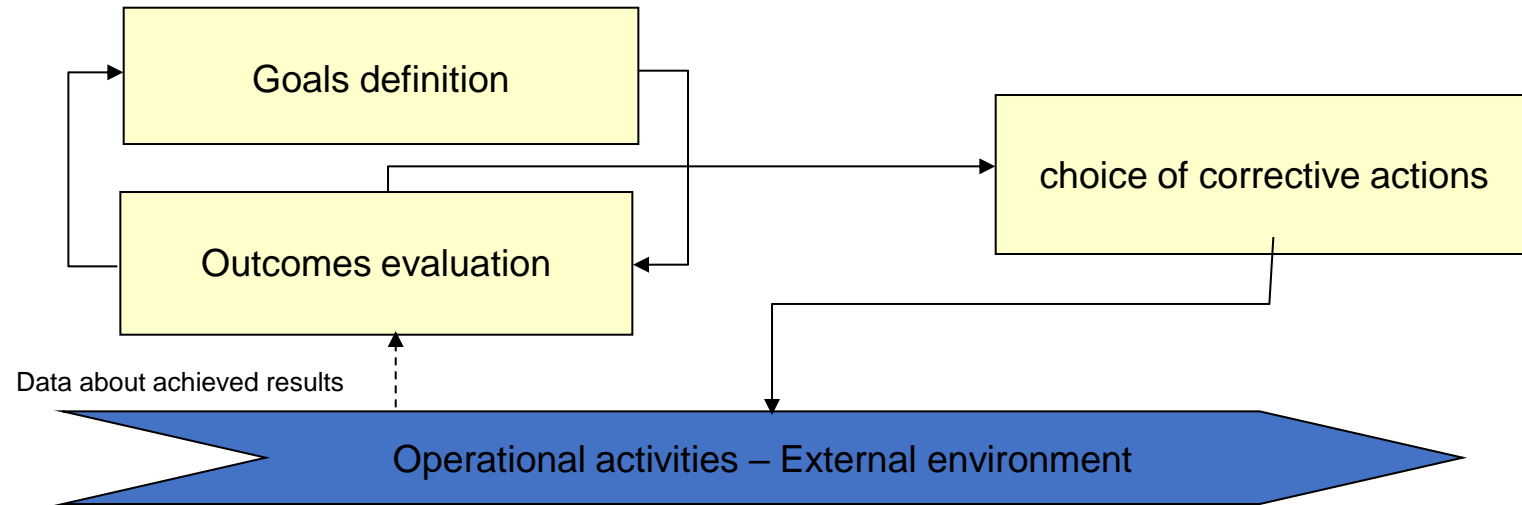 Goals definition
choice of corrective actions
Outcomes evaluation
Data about achieved results
Operational activities – External environment